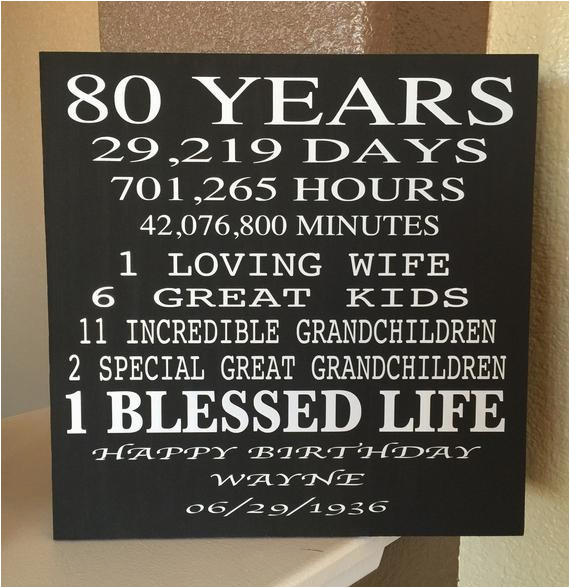 80 YEARS
29,219 DAYS
701,265 HOURS
42,076,800 MINUTES
1 LOVING WIFE
6 GREAT KIDS
11 INCREDIBLE GRANDCHILDREN
2 SPECIAL GREAT GRANDCHILDREN
1 BLESSED LIFE
HAPPY BIRTHDAY
WAYNE
06/29/1936